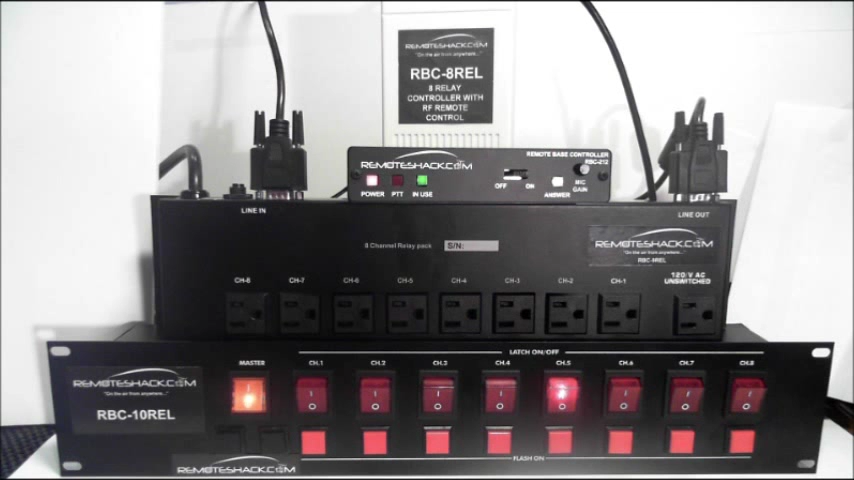 REMOTESHACK.COM
"On the air from anywhere..."
RBC-8REL
8 RELAY
CONTROLLER WITH
RF REMOTE
CONTROL
REMOTESHACK.COM
REMOTE BASE CONTROLLER
RBC-212
POWER PTT IN USE
OFF ON
ANSWER
MIC
GAIN
LINE IN
LINE OUT
8 Channel Relay pack S/N:
REMOTESHACK.COM
"On the air from anywhere..."
RBC-8REL
120/V AC
UNSWITCHED
CH-8 CH-7 CH-6 CH-5 CH-4 CH-3 CH-2 CH-1
LATCH ON/OFF
MASTER CH.1 CH.2 CH.3 CH.4 CH.5 CH.6 CH.7 CH.8
REMOTESHACK.COM
"On the air from anywhere..."
RBC-10REL
FLASH ON
REMOTESHACK.COM